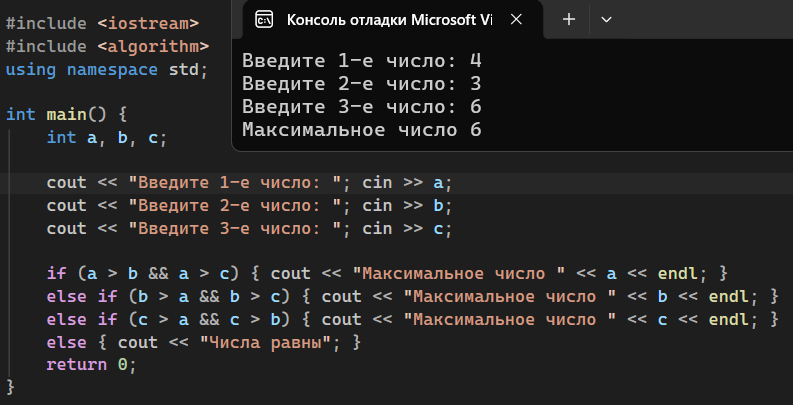 #include <iostream>
#include <algorithm>
using namespace std;
int main() {
int a, b, c;
cout << "Введите 1-е число: "; cin >> a;
cout << "Введите 2-е число: "; cin >> b;
cout << "Введите 3-е число: "; cin >> c;
if (a > b && a > c) { cout << "Максимальное число " << a << endl; }
else if (b > a && b > c) { cout << "Максимальное число " << b << endl; }
else if (c > a && c > b) { cout << "Максимальное число " << c << endl; }
else { cout << "Числа равны"; }
return 0;
}
Консоль отладки Microsoft Vi
Введите 1-е число: 4
Введите 2-е число: 3
Введите 3-е число: 6
Максимальное число 6